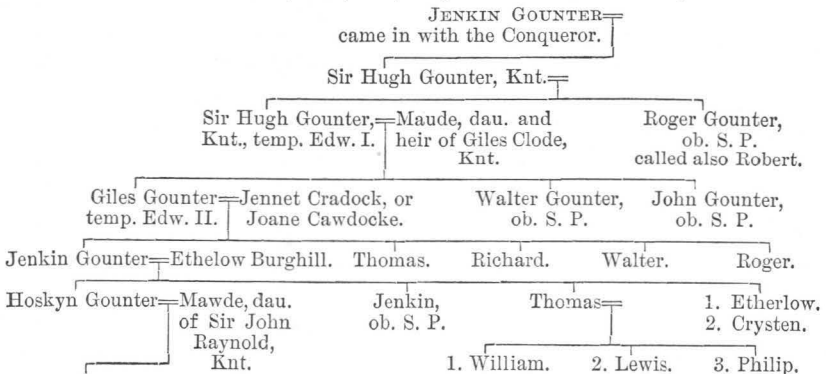 JENKIN GOUNTER
came in with the Conqueror.
Sir Hugh Gounter, Knt.
Sir Hugh Gounter, Maude, dau. and Roger Gounter,
Knt., temp. Edw. I. heir of Giles Clode, ob. S. P.
Knt. called also Robert.
Giles Gounter Jennet Cradock, or Walter Gounter, John Gounter,
temp. Edw. II. Joane Cawdocke. ob. S. P. ob. S. P.
Jenkin Gounter Ethelow Burghill. Thomas. Richard. Walter. Roger.
Hoskyn Gounter Mawde, dau. Jenkin, Thomas 1. Etherlow.
of Sir John ob. S. P. 2. Crysten.
Raynold,
Knt. 1. William. 2. Lewis. 3. Philip.